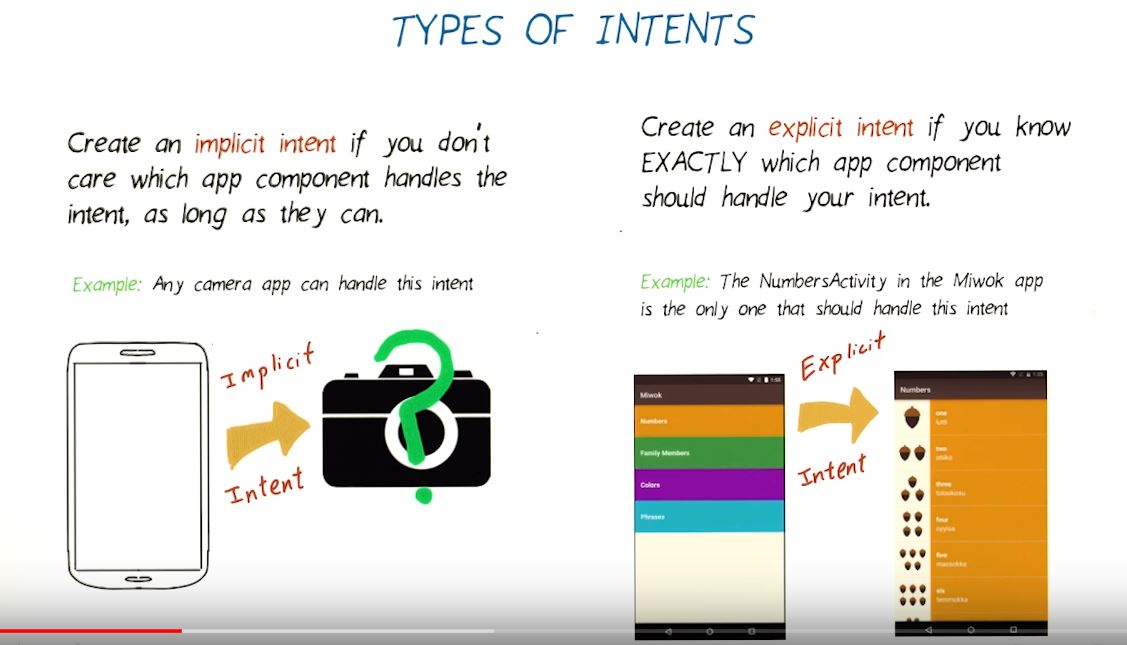 TYPES OF INTENTS
Create an implicit intent if you don't
care which app component handles the
intent, as long as they can.
Example: Any camera app can handle this intent
Implicit
Intent
Create an explicit intent if you know
EXACTLY which app component
should handle your intent.
Example: The NumbersActivity in the Miwok app
is the only one that should handle this intent
1:55
Miwok
Numbers
Family Members
Colors
Phrases
Explicit
Intent
Numbers
one
lutti
two
otiiko
three
tolookosu
four
oyyisa
five
massokka
six
temmokka